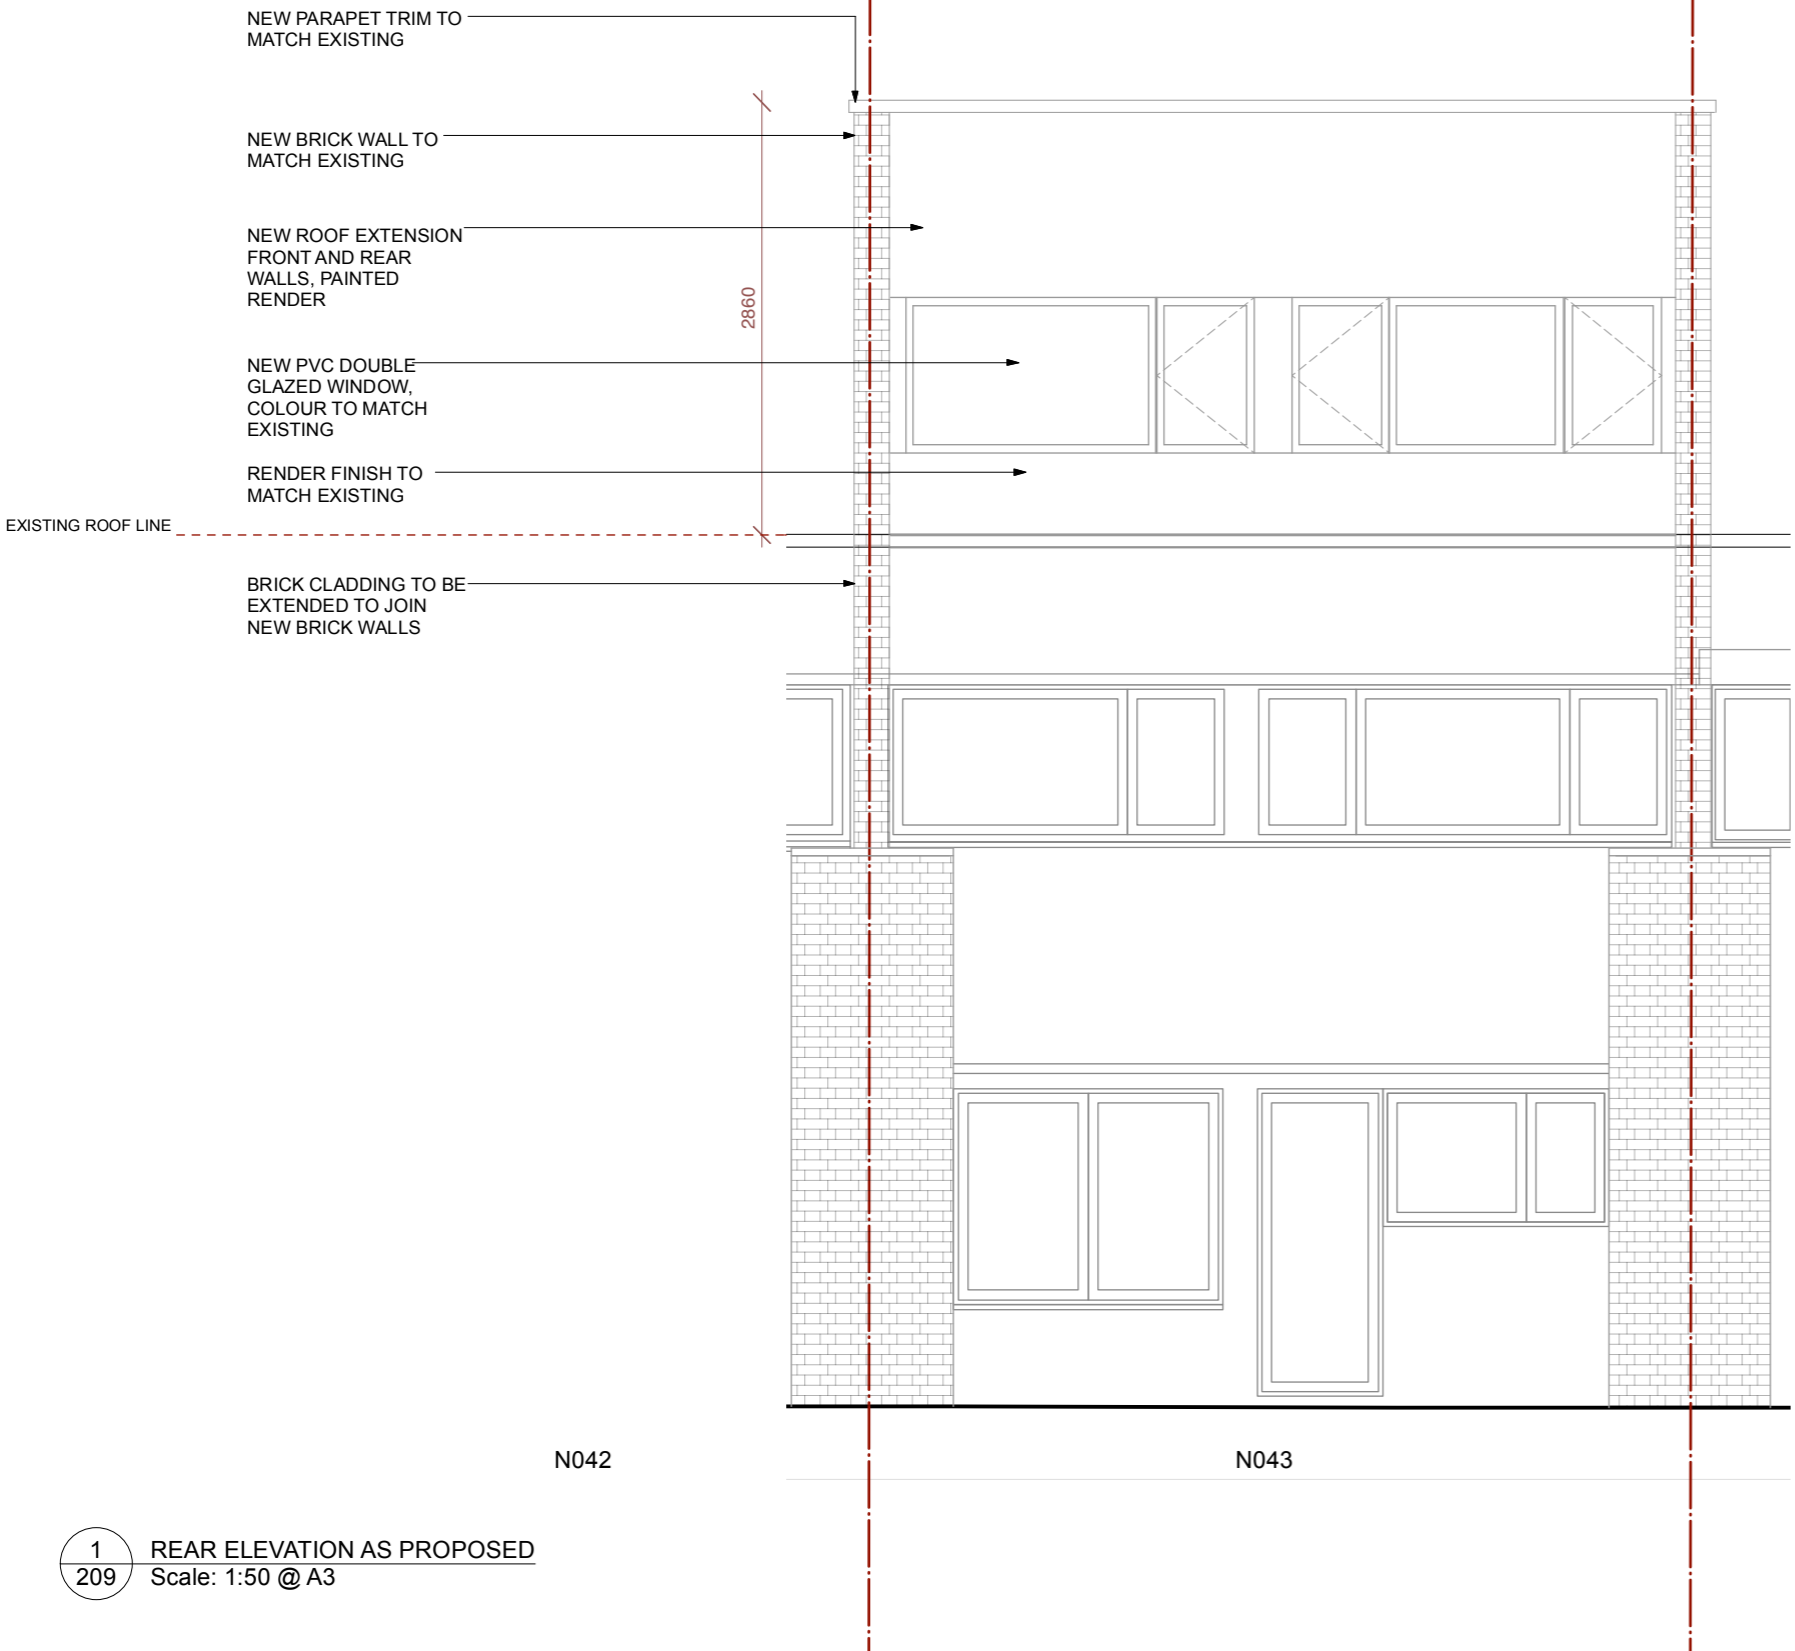 NEW PARAPET TRIM TO
MATCH EXISTING
NEW BRICK WALL TO
MATCH EXISTING
NEW ROOF EXTENSION
FRONT AND REAR
WALLS, PAINTED
RENDER
2860
NEW PVC DOUBLE
GLAZED WINDOW,
COLOUR TO MATCH
EXISTING
RENDER FINISH TO
MATCH EXISTING
EXISTING ROOF LINE
BRICK CLADDING TO BE
EXTENDED TO JOIN
NEW BRICK WALLS
N042
N043
1
209
REAR ELEVATION AS PROPOSED
Scale: 1:50 @ A3